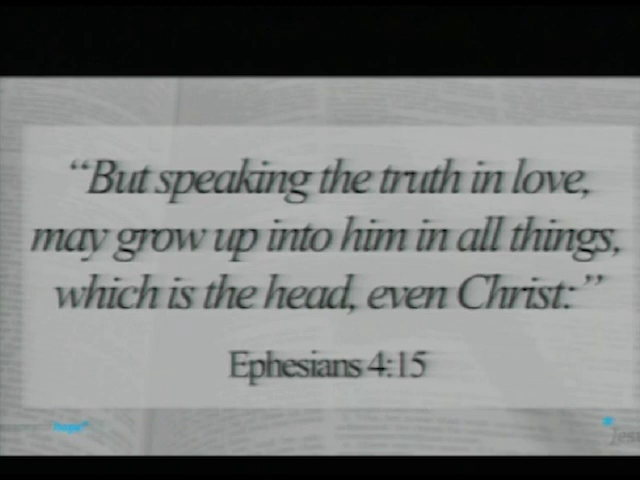 “But speaking the truth in love,
may grow up into him in all things,
which is the head, even Christ:”
Ephesians 4:15